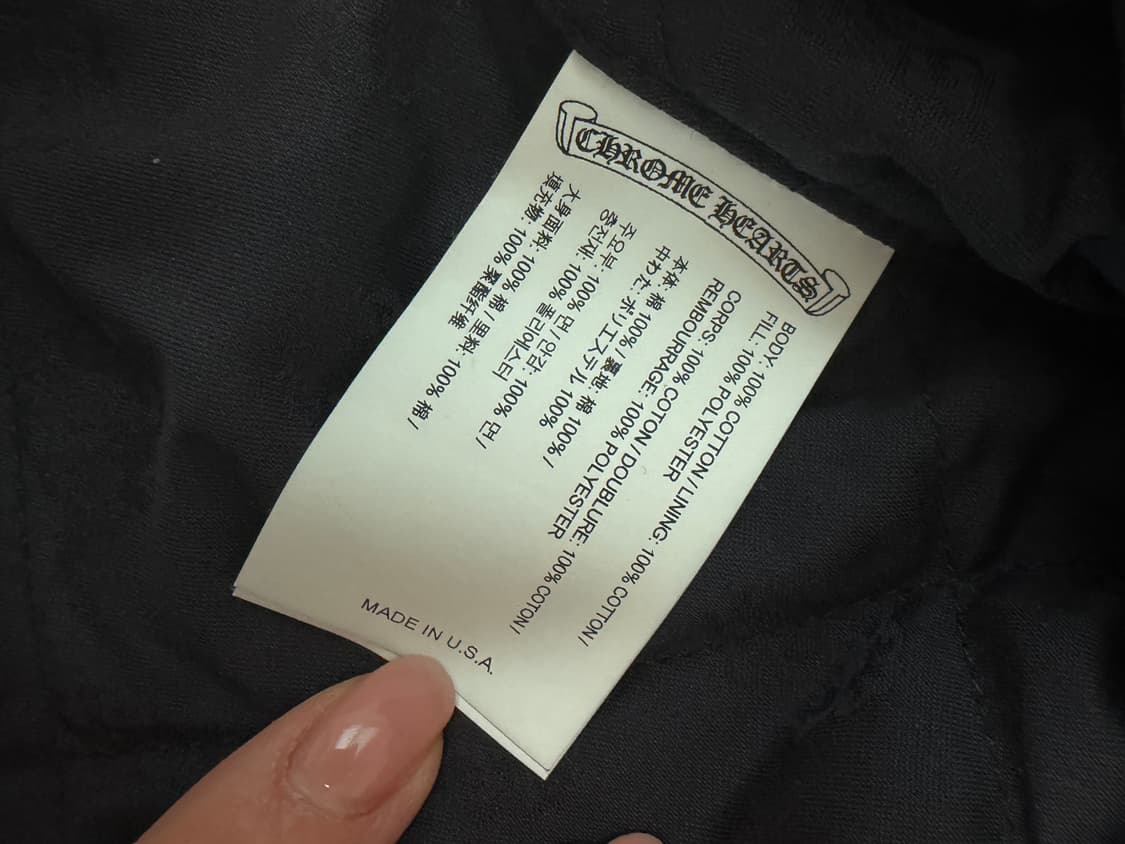 CHROME HEARTS
BODY: 100% COTTON / LINING: 100% COTTON /
FILL: 100% POLYESTER
CORPS: 100% COTON / DOUBLURE: 100% COTON /
REMBOURRAGE: 100% POLYESTER
本体: 綿 100% / 裏地: 棉 100% /
中わた: ポリエステル 100%
주요부: 100% 면 / 안감: 100% 면 /
충전재: 100% 폴리에스터
大身面料: 100% 棉 / 里料: 100% 棉 /
填充物: 100% 聚酯纤维
MADE IN U.S.A.